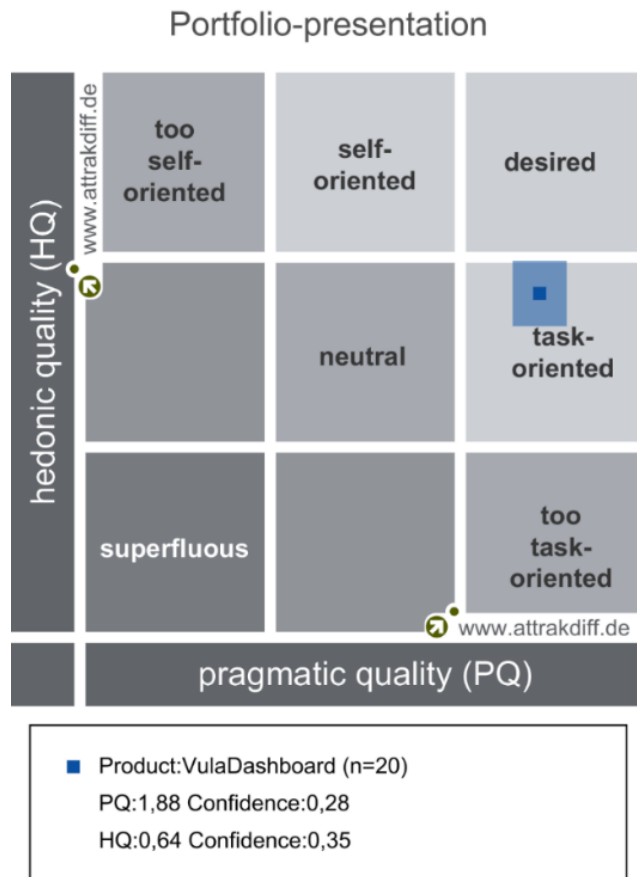 Portfolio-presentation
www.attrakdiff.de
hedonic quality (HQ)
too
self-
oriented
self-
oriented
desired
neutral
task-
oriented
superfluous
too
task-
oriented
www.attrakdiff.de
pragmatic quality (PQ)
Product:VulaDashboard (n=20)
PQ:1,88 Confidence:0,28
HQ:0,64 Confidence:0,35